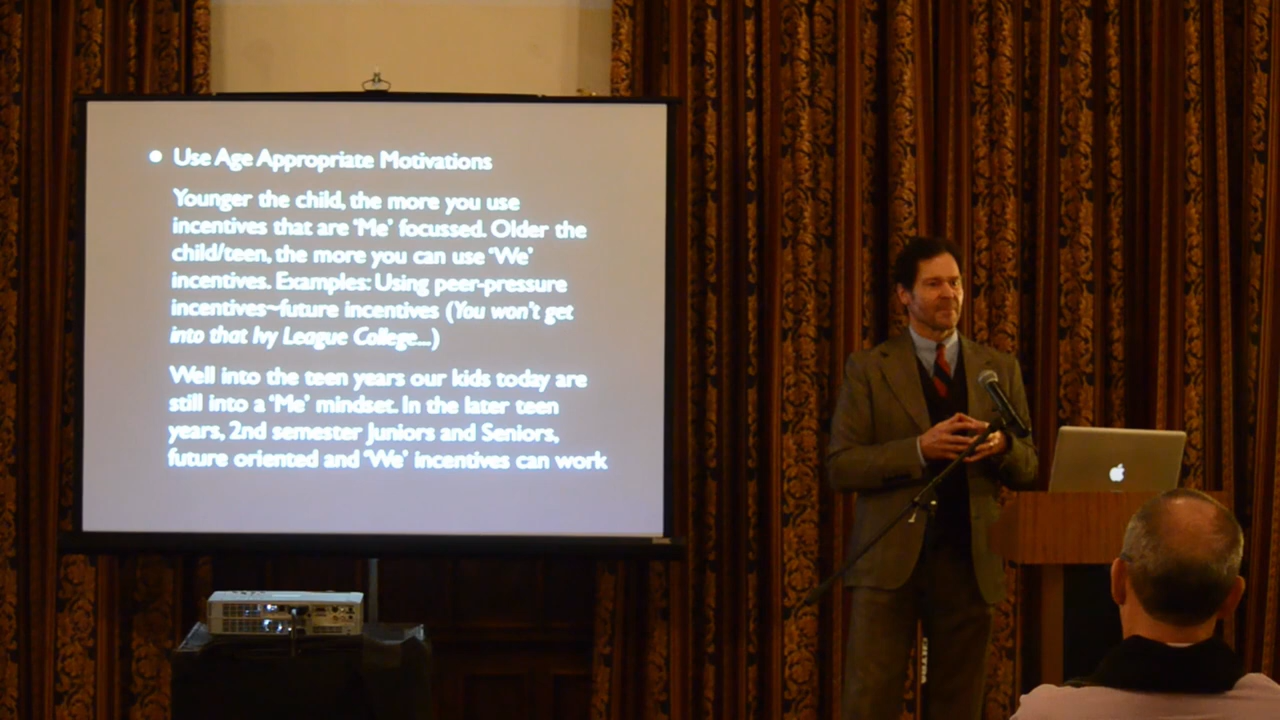 • Use Age Appropriate Motivations
Younger the child, the more you use
incentives that are 'Me' focussed. Older the
child/teen, the more you can use 'We'
incentives. Examples: Using peer-pressure
incentives~future incentives (You won't get
into that Ivy League College...)
Well into the teen years our kids today are
still into a 'Me' mindset. In the later teen
years, 2nd semester Juniors and Seniors,
future oriented and 'We' incentives can work